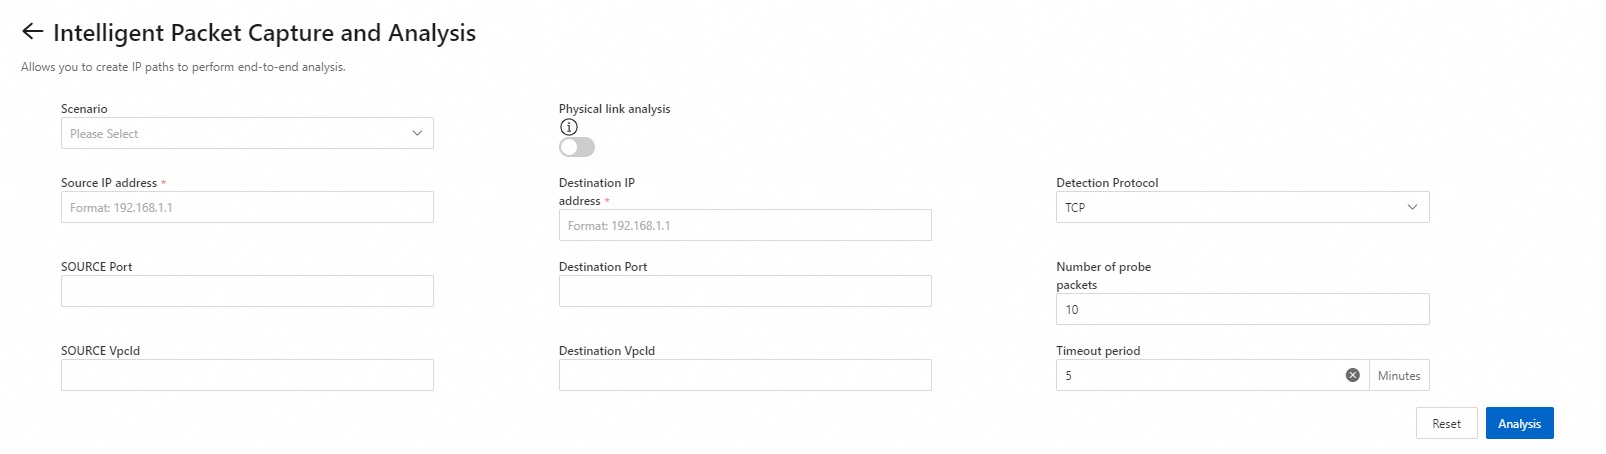 Intelligent Packet Capture and Analysis
Allows you to create IP paths to perform end-to-end analysis.
Scenario
Please Select
Physical link analysis
Source IP address *
Format: 192.168.1.1
Destination IP
address *
Format: 192.168.1.1
Detection Protocol
TCP
SOURCE Port
Destination Port
Number of probe
packets
10
SOURCE VpcId
Destination VpcId
Timeout period
5
Minutes
Reset
Analysis